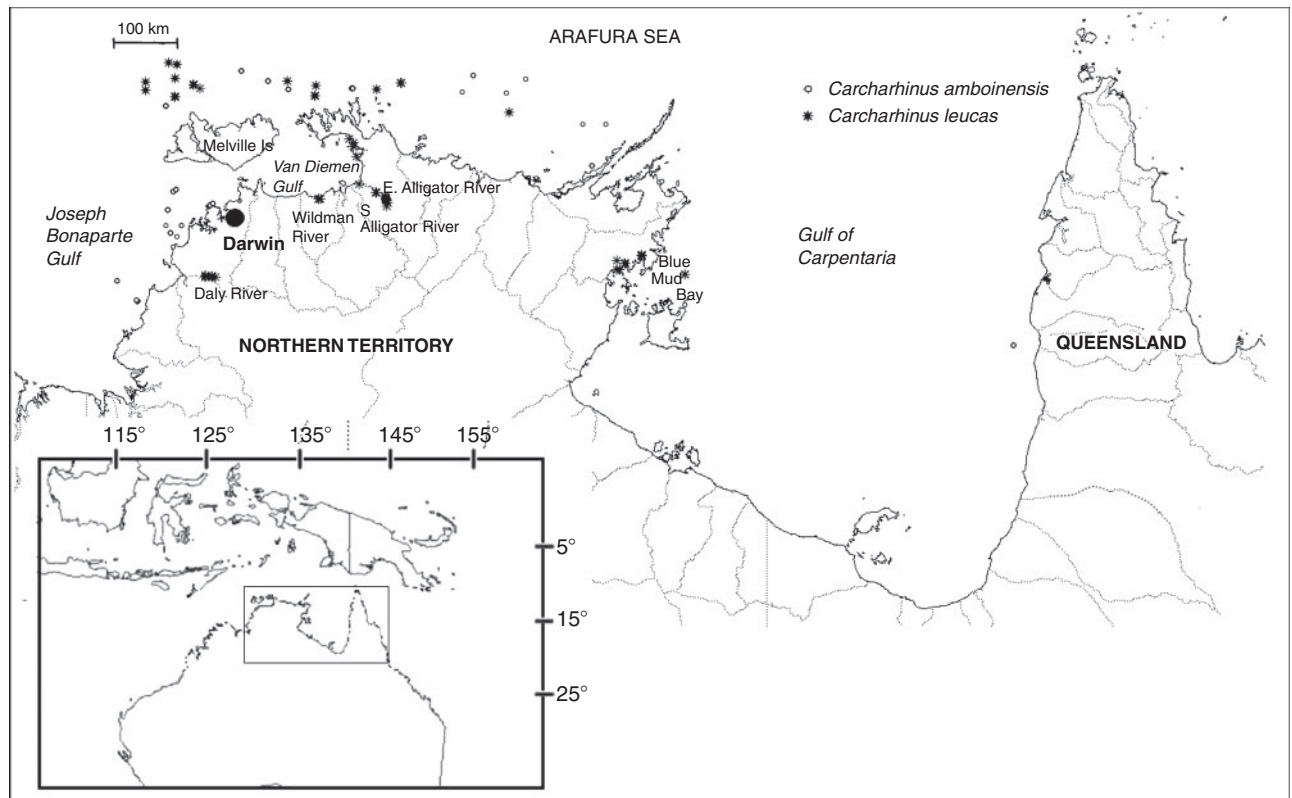 100 km
ARAFURA SEA
Carcharhinus amboinensis
Carcharhinus leucas
Melville Is
Van Diemen
Gulf
E. Alligator River
S
Alligator River
Wildman
River
Joseph
Bonaparte
Gulf
Darwin
Daly River
Blue
Mud
Bay
Gulf of
Carpentaria
NORTHERN TERRITORY
QUEENSLAND
115° 125° 135° 145° 155°
5°
15°
25°